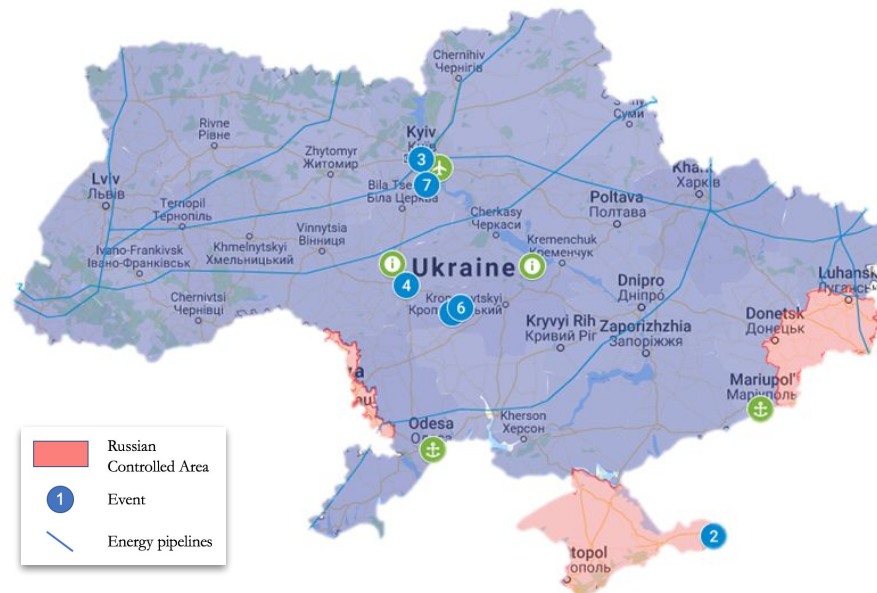 Chernihiv
Чернігів
Суми
Rivne
Рівне
Kyiv
3
Zhytomyr
Житомир
7
Харків
Lviv
ЛЬВІВ
Bila
Біла Церква
Ternopil
Тернопіль
Poltava
Полтава
Cherkasy
Черкаси
Vinnytsia
Вінниця
Ivano-Frankivsk
Івано-Франківськ
Khmelnytskyi
Хмельницький
Kremenchuk
Кременчук
Ukraine
4
Chernivtsi
Чернівці
Dnipro
Дніпро
Luhansk
6
Donetsk
Донецьк
Kryvyi Rih
Кривий Ріг
Zaporizhzhia
Запоріжжя
Mariupol'
Маріуполь
Odesa
Kherson
Херсон
2
topol
ополь
Russian
Controlled Area
1 Event
Energy pipelines